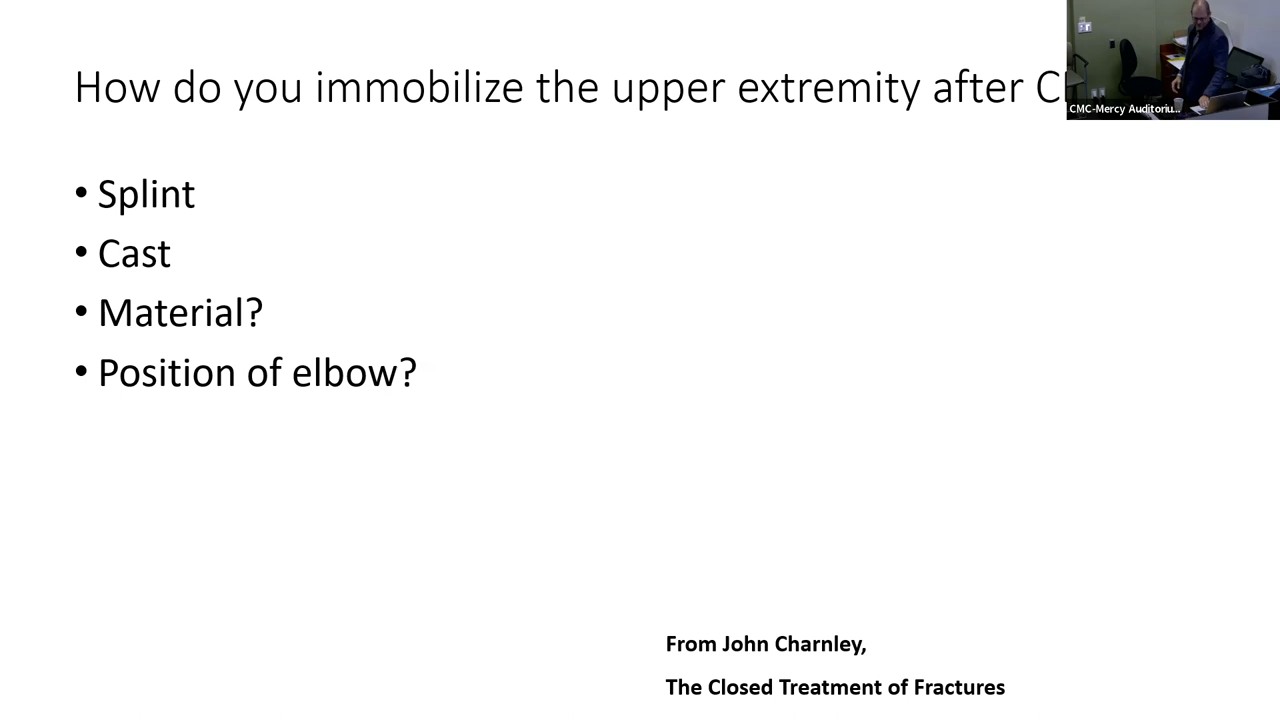 How do you immobilize the upper extremity after
CMC-Mercy Auditoriu...
• Splint
• Cast
• Material?
• Position of elbow?
From John Charnley,
The Closed Treatment of Fractures